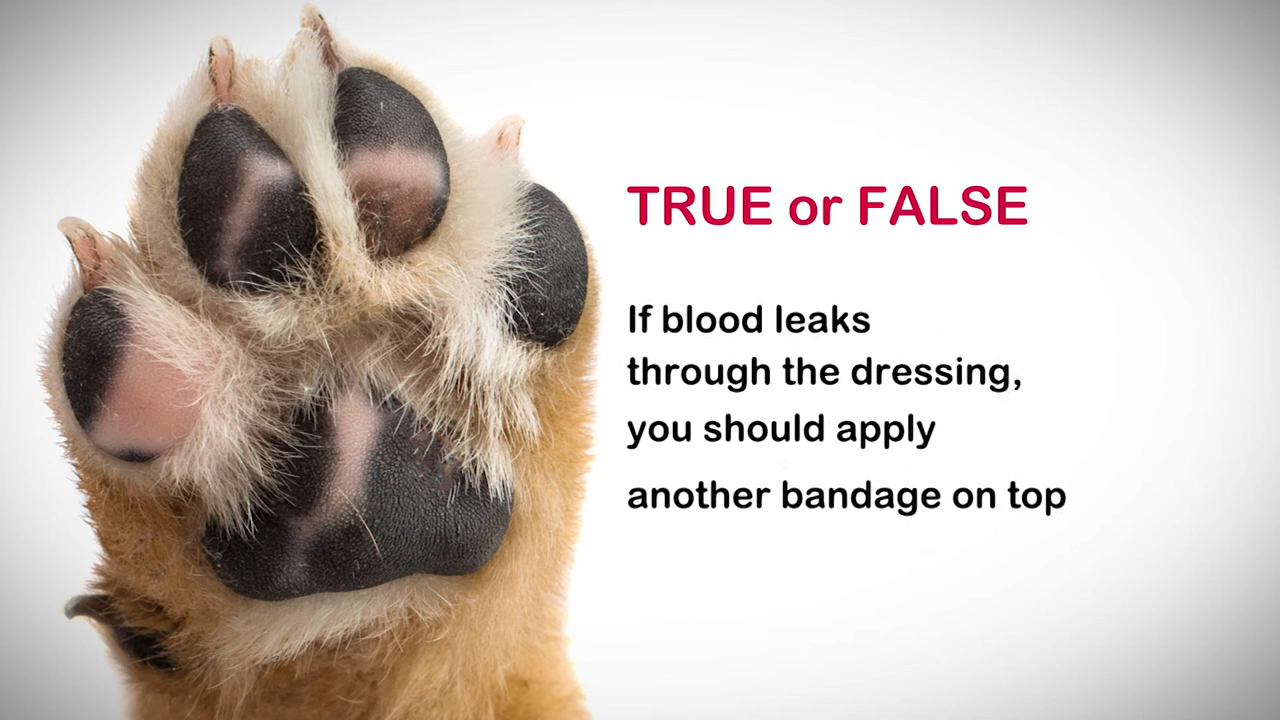 TRUE or FALSE
If blood leaks
through the dressing,
you should apply
another bandage on top